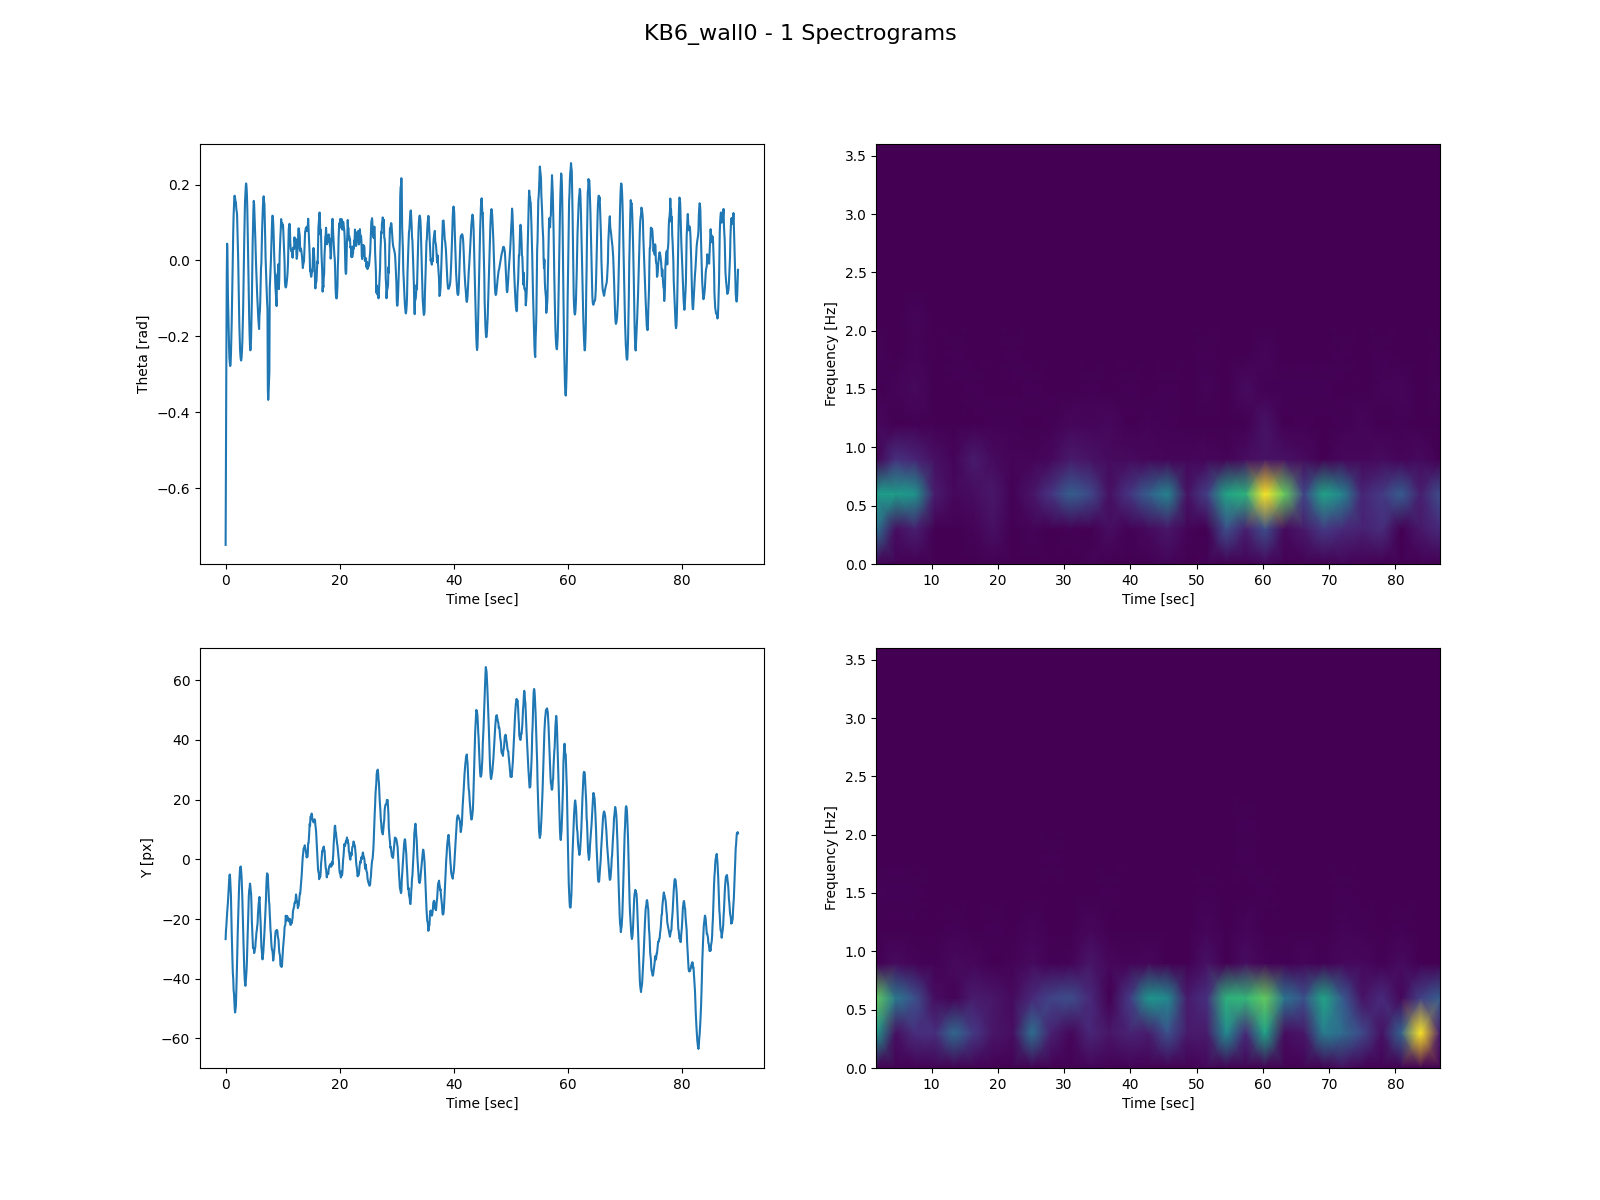 KB6_wall0 - 1 Spectrograms
Theta [rad]
0.2
0.0
−0.2
−0.4
−0.6
0 20 40 60 80
Time [sec]
Frequency [Hz]
3.5
3.0
2.5
2.0
1.5
1.0
0.5
0.0
10 20 30 40 50 60 70 80
Time [sec]
Y [px]
60
40
20
0
−20
−40
−60
0 20 40 60 80
Time [sec]
Frequency [Hz]
3.5
3.0
2.5
2.0
1.5
1.0
0.5
0.0
10 20 30 40 50 60 70 80
Time [sec]